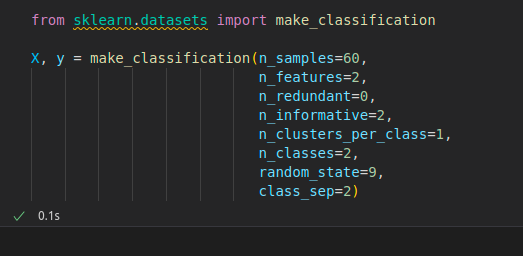 from sklearn.datasets import make_classification
X, y = make_classification(n_samples=60,
n_features=2,
n_redundant=0,
n_informative=2,
n_clusters_per_class=1,
n_classes=2,
random_state=9,
class_sep=2)
0.1s